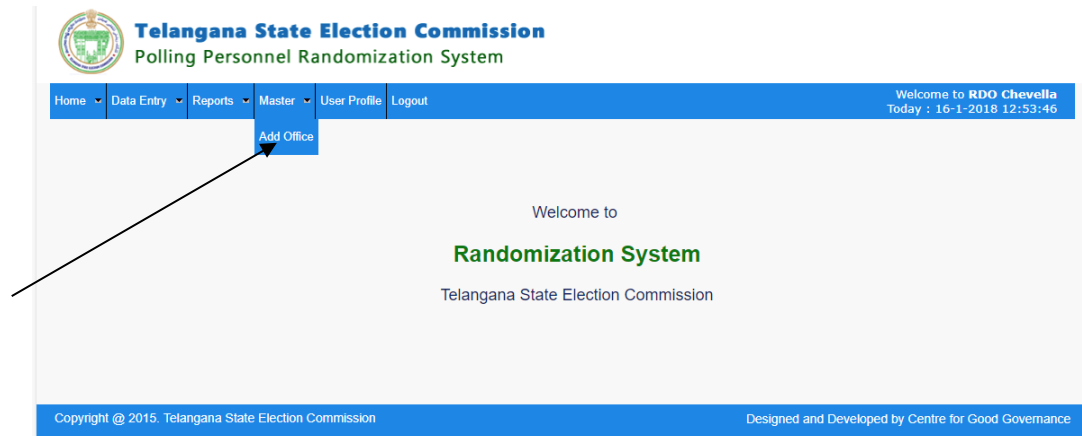 Telangana State Election Commission
Polling Personnel Randomization System
Home Data Entry Reports Master User Profile Logout
Welcome to RDO Chevella
Today : 16-1-2018 12:53:46
Add Office
Welcome to
Randomization System
Telangana State Election Commission
Copyright @ 2015. Telangana State Election Commission
Designed and Developed by Centre for Good Governance